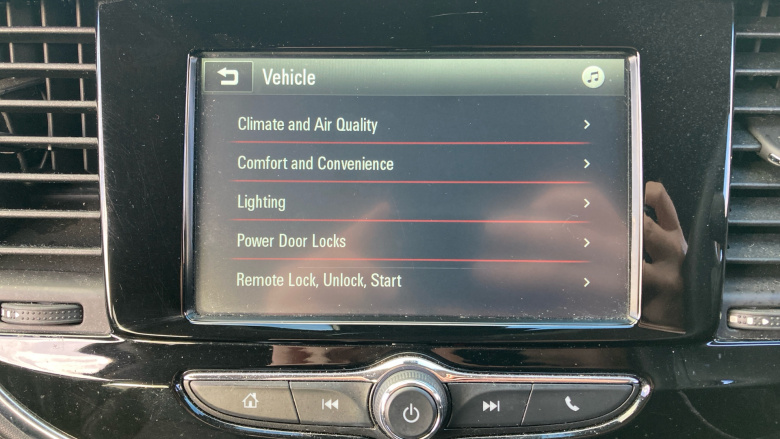 Vehicle
Climate and Air Quality
Comfort and Convenience
Lighting
Power Door Locks
Remote Lock, Unlock, Start